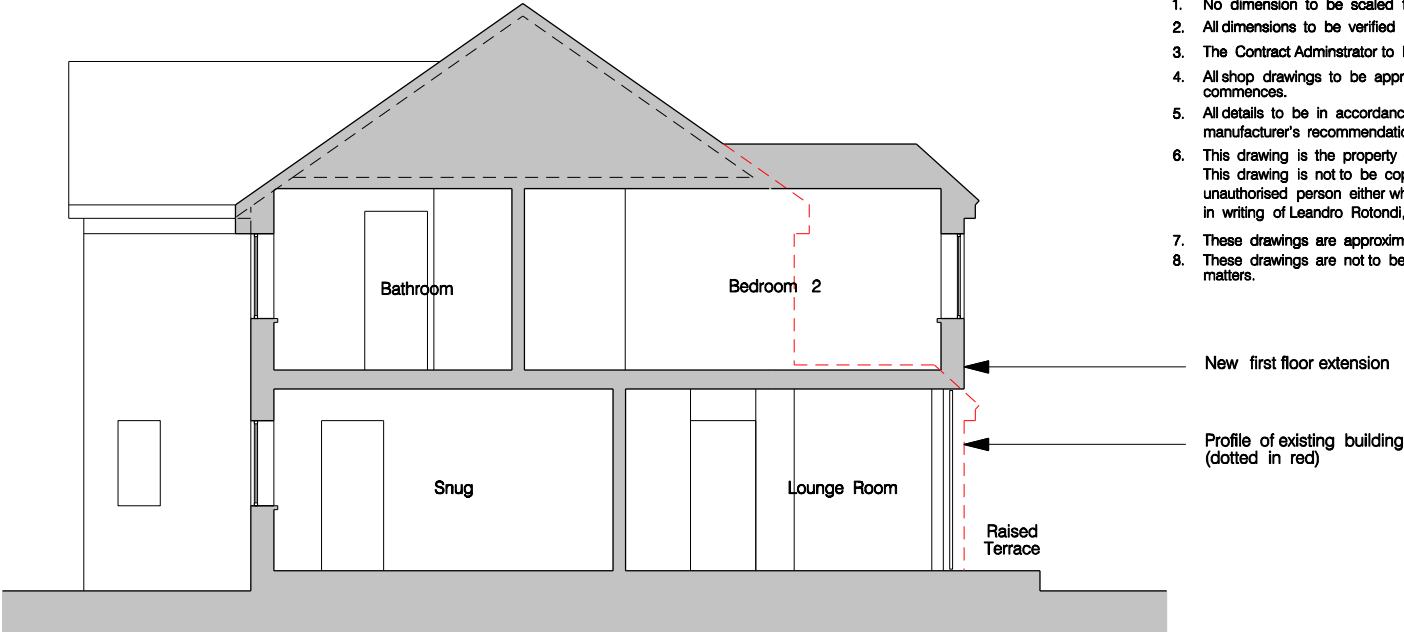 1. No dimension to be scaled
2. All dimensions to be verified
3. The Contract Adminstrator to
4. All shop drawings to be appr
commences.
5. All details to be in accordanc
manufacturer's recommendatio
6. This drawing is the property
This drawing is not to be cop
unauthorised person either wh
in writing of Leandro Rotondi,
7. These drawings are approxim
8. These drawings are not to be
matters.
Bathroom
Bedroom 2
New first floor extension
Profile of existing building
(dotted in red)
Snug
Lounge Room
Raised
Terrace